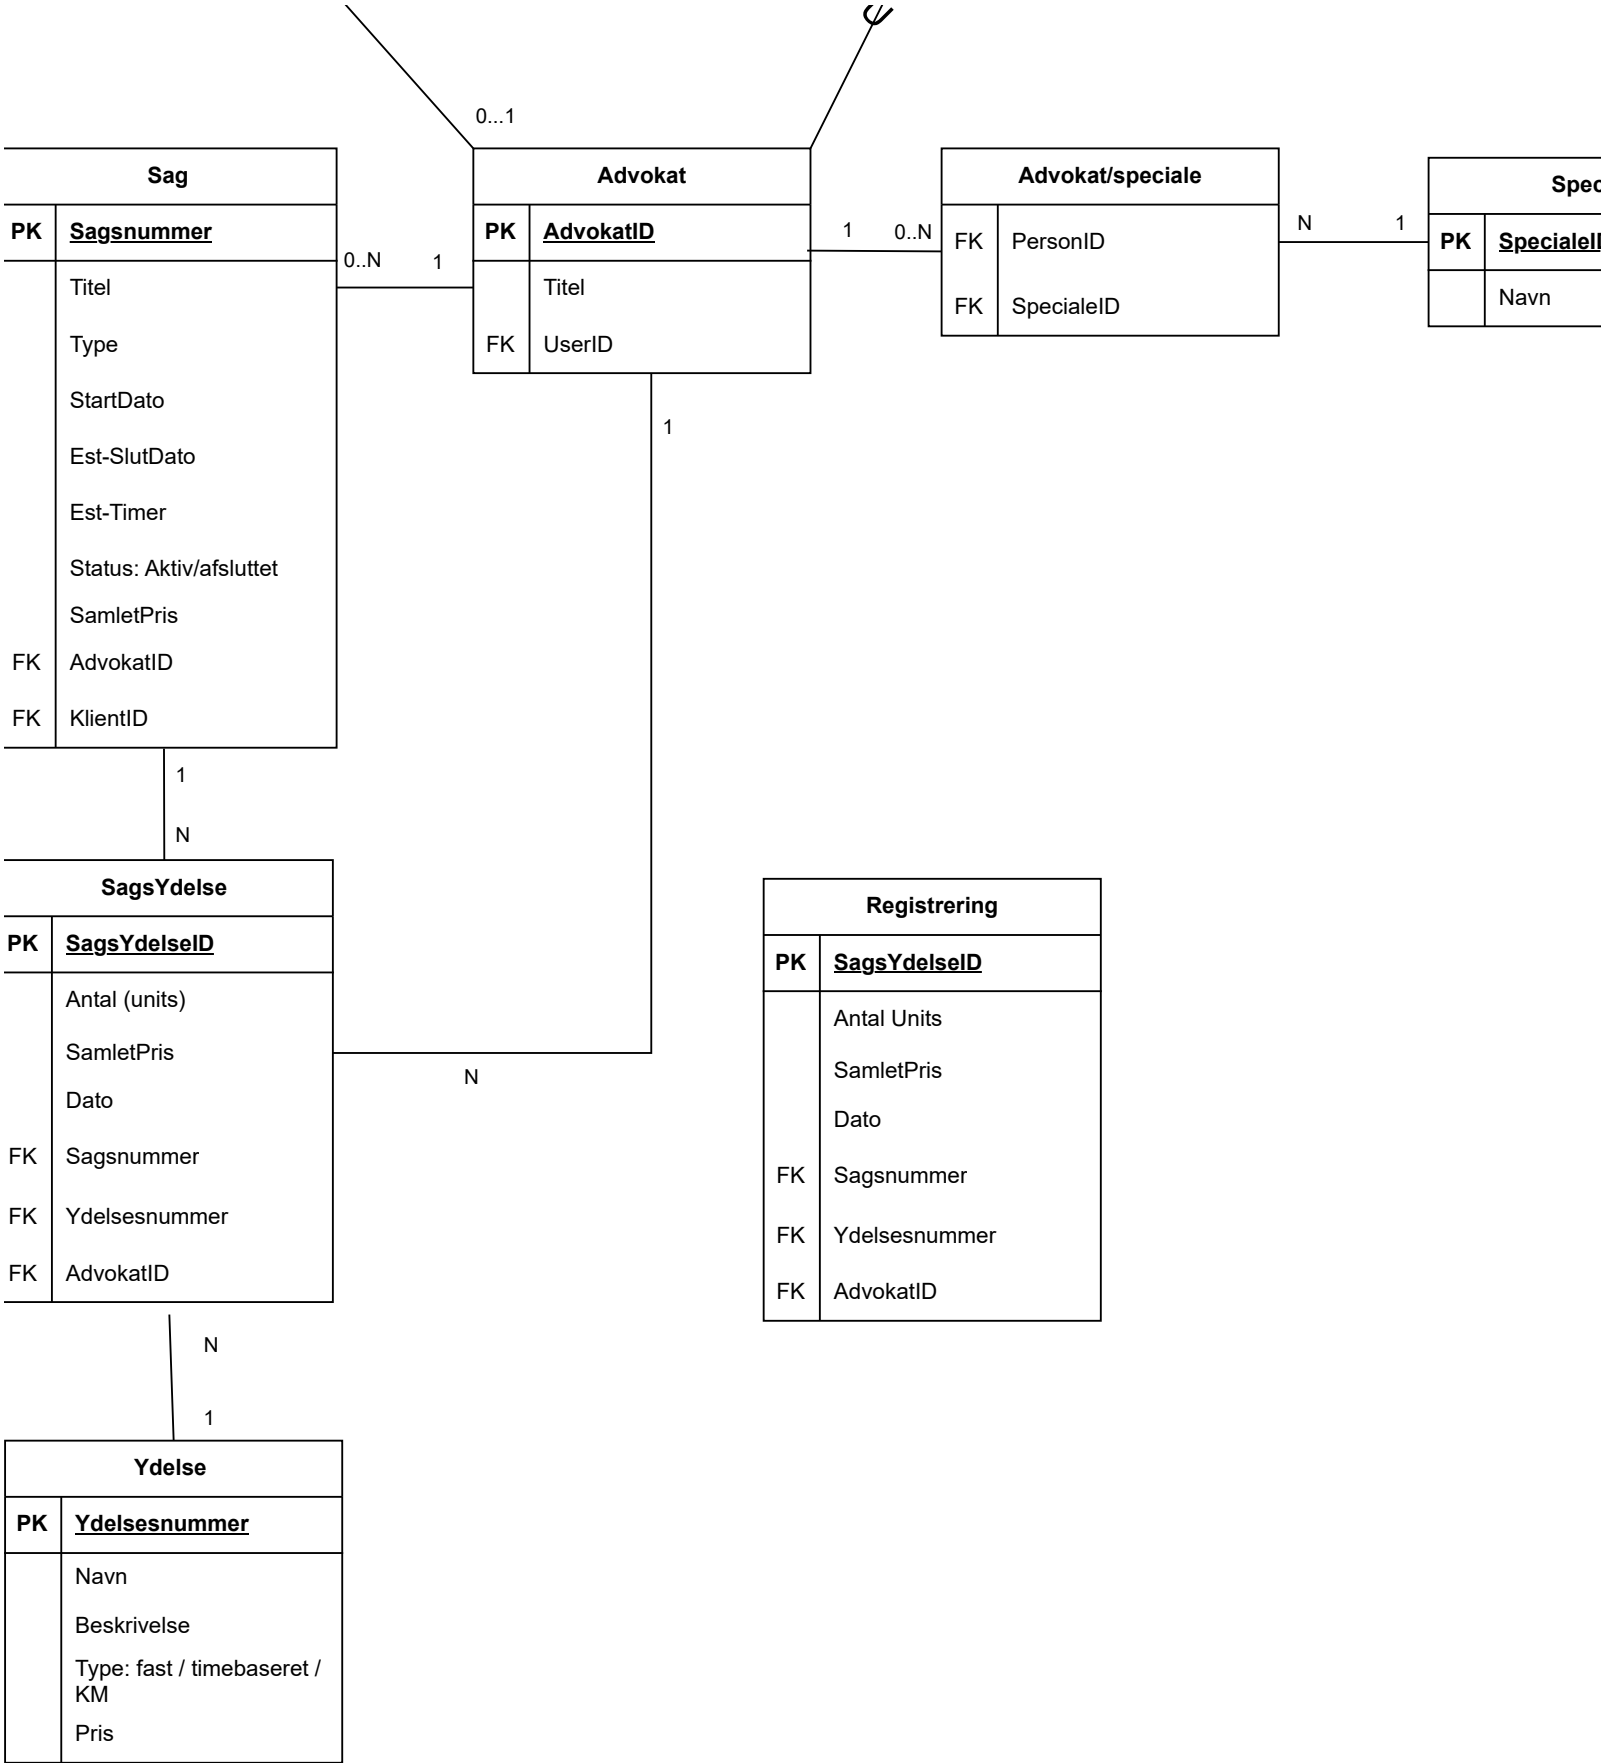 0...1
Sag
PK Sagsnummer
Titel
Type
StartDato
Est-SlutDato
Est-Timer
Status: Aktiv/afsluttet
SamletPris
FK AdvokatID
FK KlientID
0..N 1
Advokat
PK AdvokatID
Titel
FK UserID
1 0..N
Advokat/speciale
FK PersonID
FK SpecialeID
N 1
PK
Navn
1
1
N
SagsYdelse
PK SagsYdelseID
Antal (units)
SamletPris
Dato
FK Sagsnummer
FK Ydelsesnummer
FK AdvokatID
N
Registrering
PK SagsYdelseID
Antal Units
SamletPris
Dato
FK Sagsnummer
FK Ydelsesnummer
FK AdvokatID
N
1
Ydelse
PK Ydelsesnummer
Navn
Beskrivelse
Type: fast / timebaseret /
KM
Pris